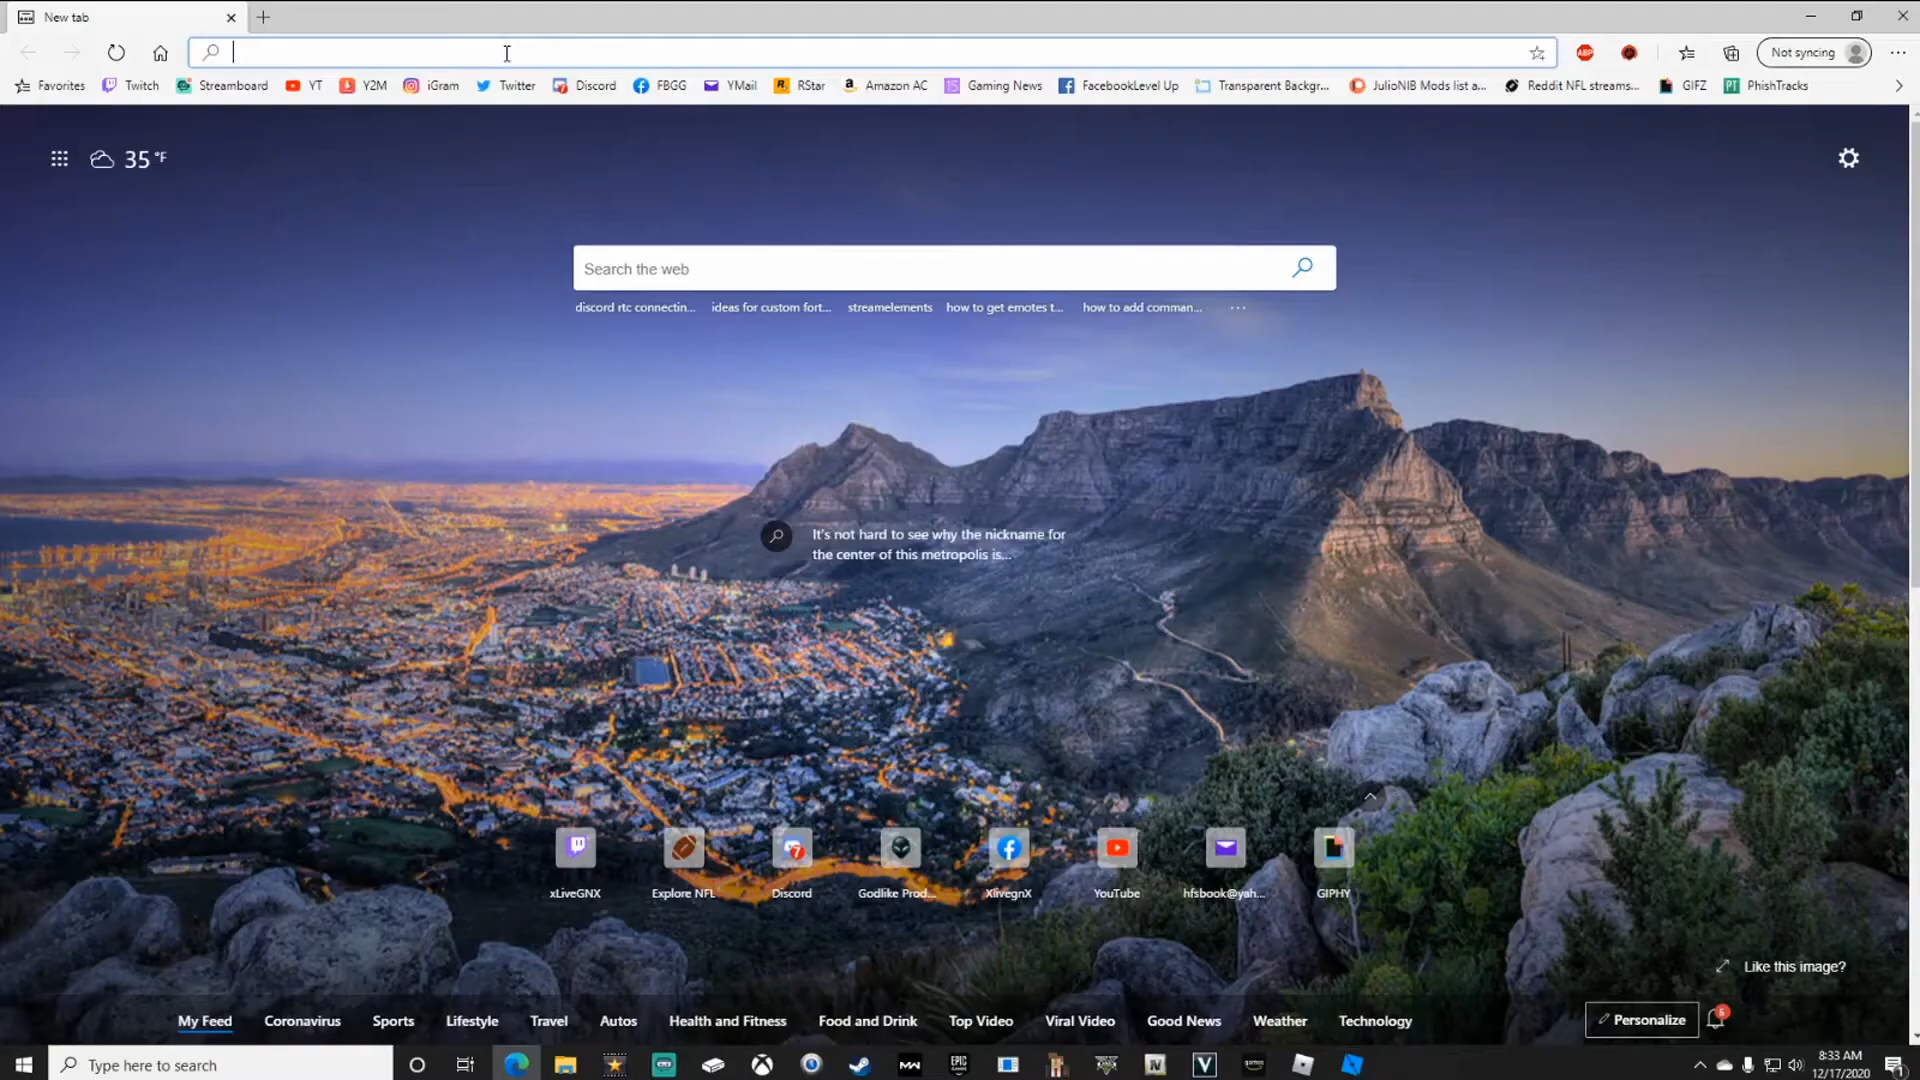 New tab
Not syncing
Favorites Twitch Streamboard YT Y2M iGram Twitter Discord FBGG YMail RStar Amazon AC Gaming News FacebookLevel Up Transparent Backgr... JulioNIB Mods list a... Reddit NFL streams... GIFZ PhishTracks
35 °F
Search the web
discord rtc connectin... ideas for custom fort... streamelements how to get emotes t... how to add comman... ...
It's not hard to see why the nickname for
the center of this metropolis is...
xLiveGNX Explore NFL Discord Godlike Prod... XlivegnX YouTube hfsbook@yah... GIPHY
Like this image?
My Feed Coronavirus Sports Lifestyle Travel Autos Health and Fitness Food and Drink Top Video Viral Video Good News Weather Technology Personalize
Type here to search
8:33 AM
12/17/2020